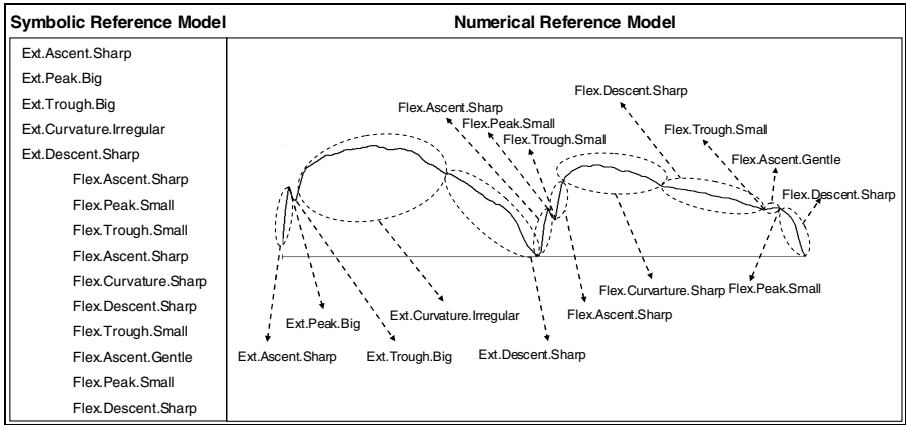 Symbolic Reference Model
Numerical Reference Model
Ext.Ascent.Sharp
Ext.Peak.Big
Ext.Trough.Big
Ext.Curvature.Irregular
Ext.Descent.Sharp
Flex.Ascent.Sharp
Flex.Peak.Small
Flex.Trough.Small
Flex.Ascent.Sharp
Flex.Curvature.Sharp
Flex.Descent.Sharp
Flex.Trough.Small
Flex.Ascent.Gentle
Flex.Peak.Small
Flex.Descent.Sharp
Flex.Descent.Sharp
Flex.Ascent.Sharp
Flex.Peak.Small
Flex.Trough.Small
Flex.Trough.Small
Flex.Ascent.Gentle
Flex.Descent.Sharp
Flex.Curvarture.Sharp
Flex.Peak.Small
Flex.Ascent.Sharp
Ext.Curvature.Irregular
Ext.Peak.Big
Ext.Ascent.Sharp
Ext.Trough.Big
Ext.Descent.Sharp